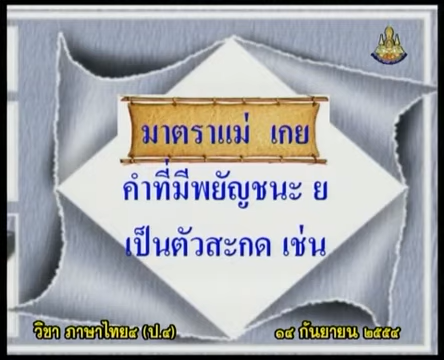 มาตราแม่ เกย
คำที่มีพยัญชนะ ย
เป็นตัวสะกด เช่น
วิชา ภาษาไทย๔ (ป.๔)
๑๔ กันยายน ๒๕๕๔